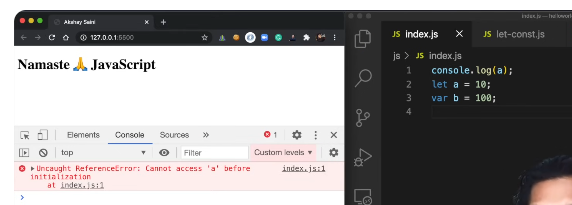 Akshay Saini
127.0.0.1:5500
Namaste 🙏 JavaScript
Elements Console Sources » 1
top Filter Custom levels
Uncaught ReferenceError: Cannot access 'a' before index.js:1
initialization
at index.js:1
index.js — hellowor
JS index.js JS let-const.js
js > JS index.js
1 console.log(a);
2 let a = 10;
3 var b = 100;
4